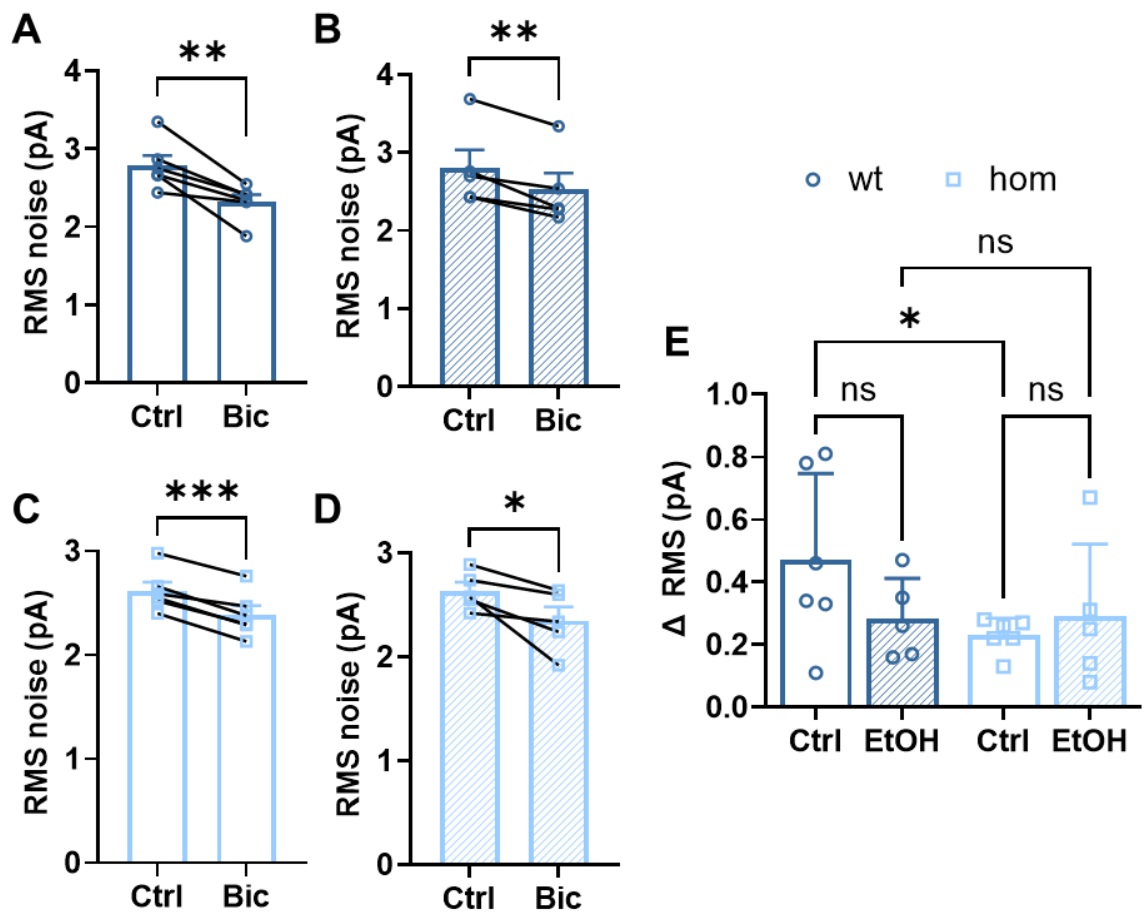 A
**
RMS noise (pA)
4
3
2
1
0
Ctrl Bic
B
**
RMS noise (pA)
4
3
2
1
0
Ctrl Bic
wt hom
C
***
RMS noise (pA)
3
2
1
0
Ctrl Bic
D
*
RMS noise (pA)
3
2
1
0
Ctrl Bic
E
ns
*
ns ns
Δ RMS (pA)
1.0
0.8
0.6
0.4
0.2
0.0
Ctrl EtOH Ctrl EtOH